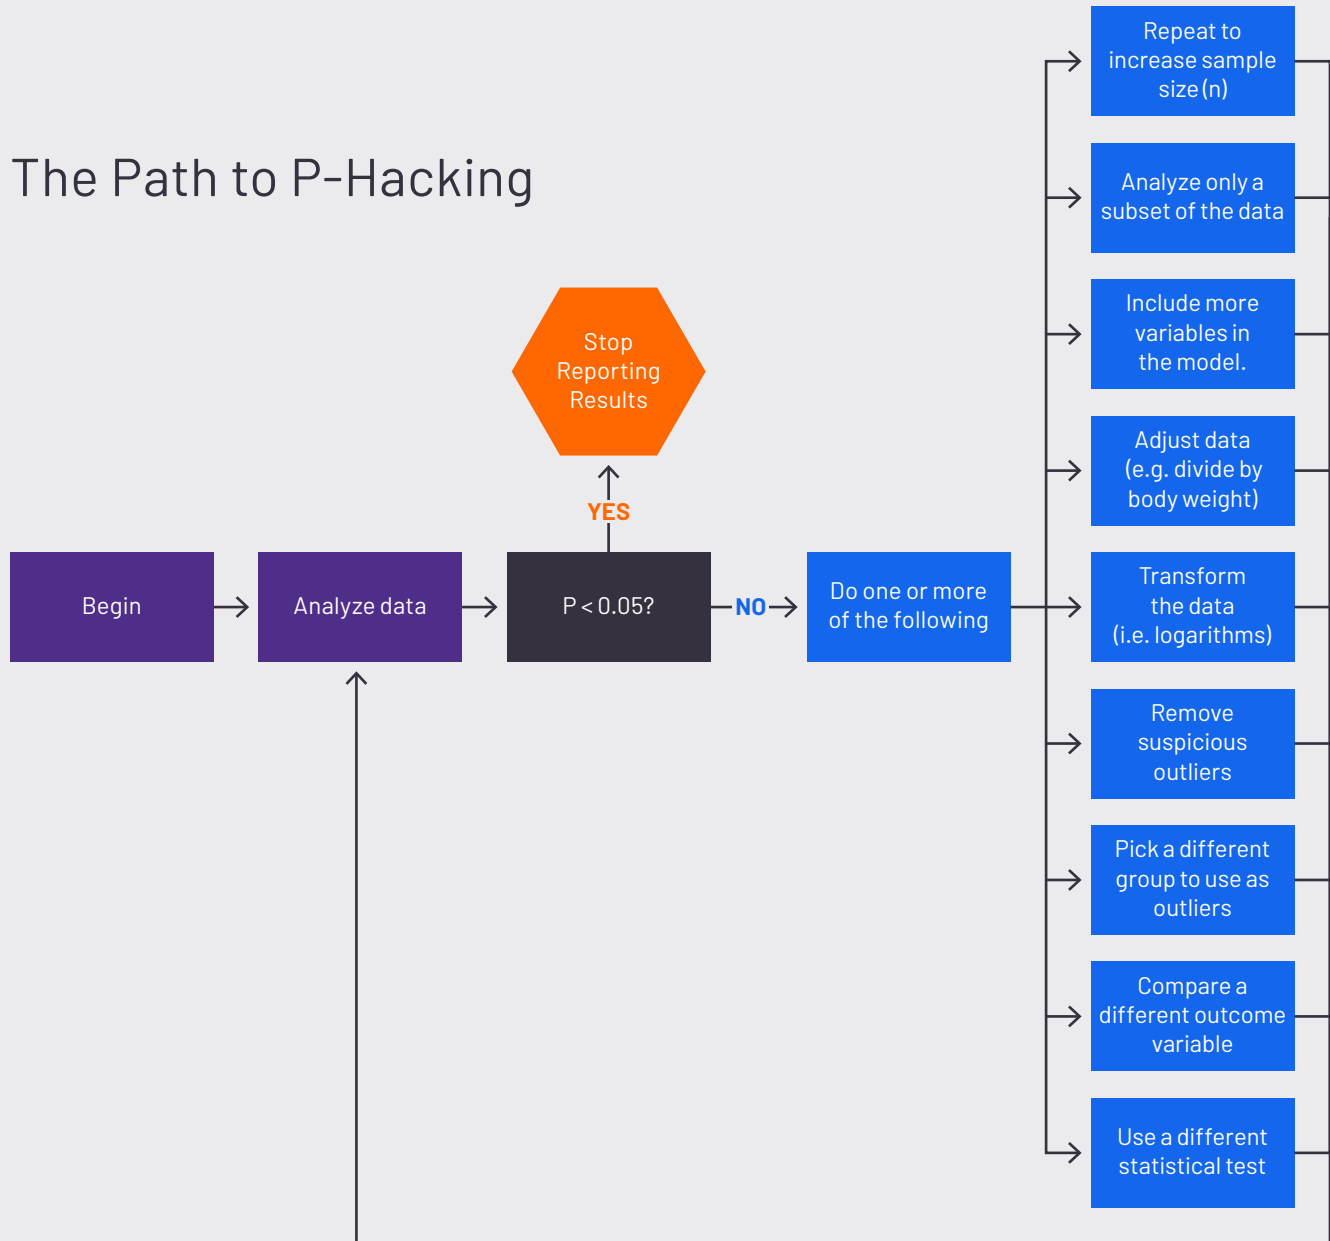 The Path to P-Hacking
Begin
Analyze data
P < 0.05?
YES
Stop
Reporting
Results
NO
Do one or more
of the following
Repeat to
increase sample
size (n)
Analyze only a
subset of the data
Include more
variables in
the model.
Adjust data
(e.g. divide by
body weight)
Transform
the data
(i.e. logarithms)
Remove
suspicious
outliers
Pick a different
group to use as
outliers
Compare a
different outcome
variable
Use a different
statistical test